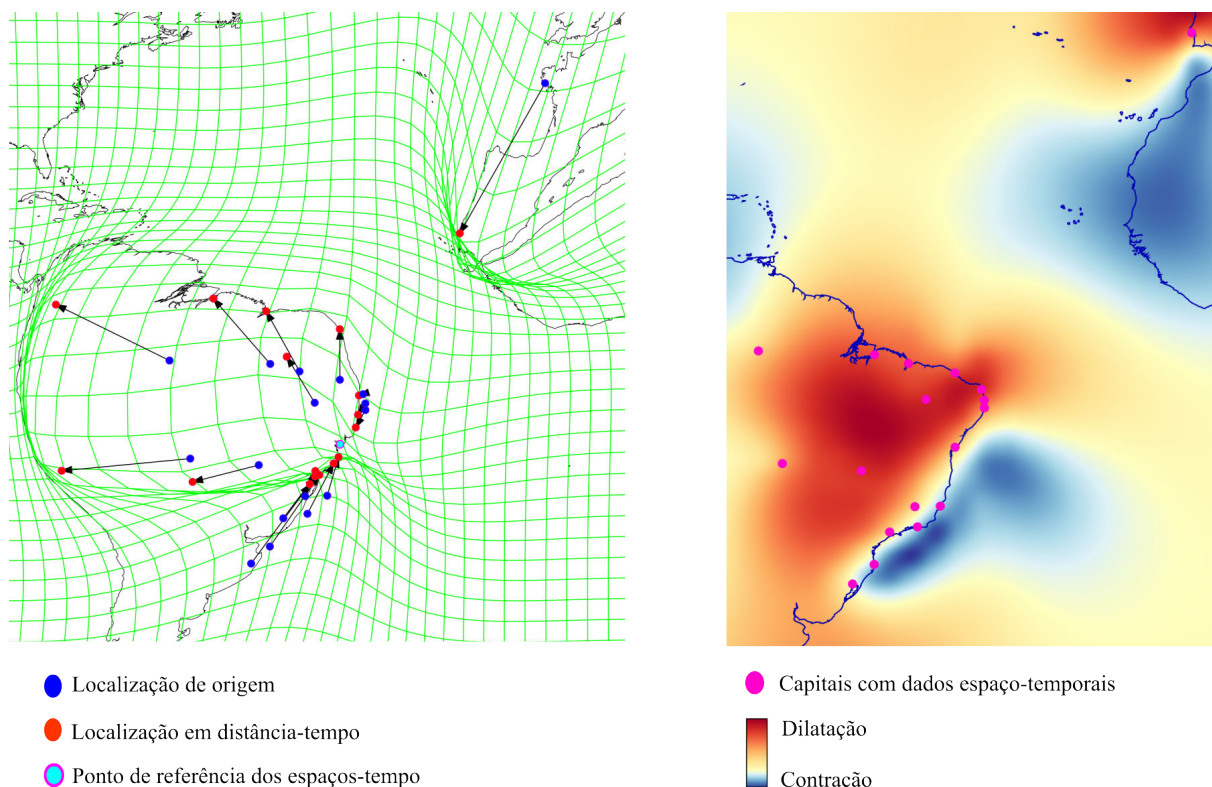 Localização de origem
Localização em distância-tempo
Ponto de referência dos espaços-tempo
Capitais com dados espaço-temporais
Dilatação
Contracão